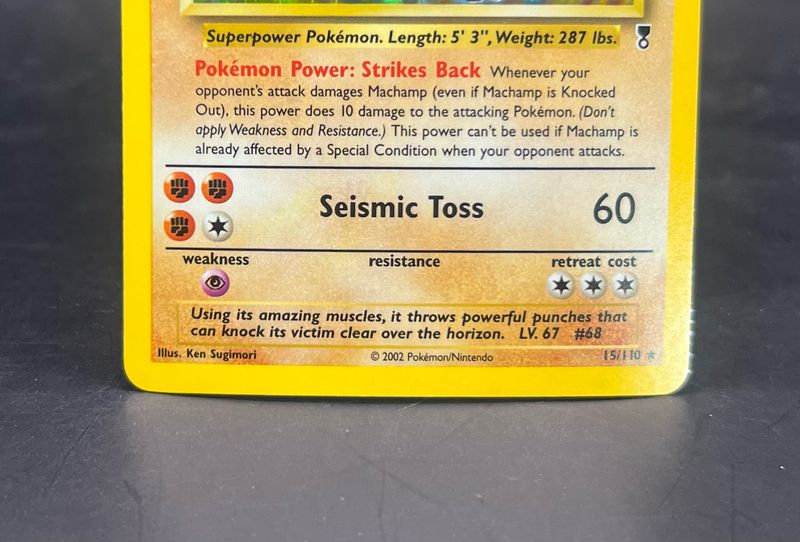 Superpower Pokémon. Length: 5' 3", Weight: 287 lbs.
Pokémon Power: Strikes Back Whenever your
opponent's attack damages Machamp (even if Machamp is Knocked
Out), this power does 10 damage to the attacking Pokémon. (Don't
apply Weakness and Resistance.) This power can't be used if Machamp is
already affected by a Special Condition when your opponent attacks.
Seismic Toss 60
weakness resistance retreat cost
Using its amazing muscles, it throws powerful punches that
can knock its victim clear over the horizon. LV. 67 #68
Illus. Ken Sugimori © 2002 Pokémon/Nintendo 15/110 ★